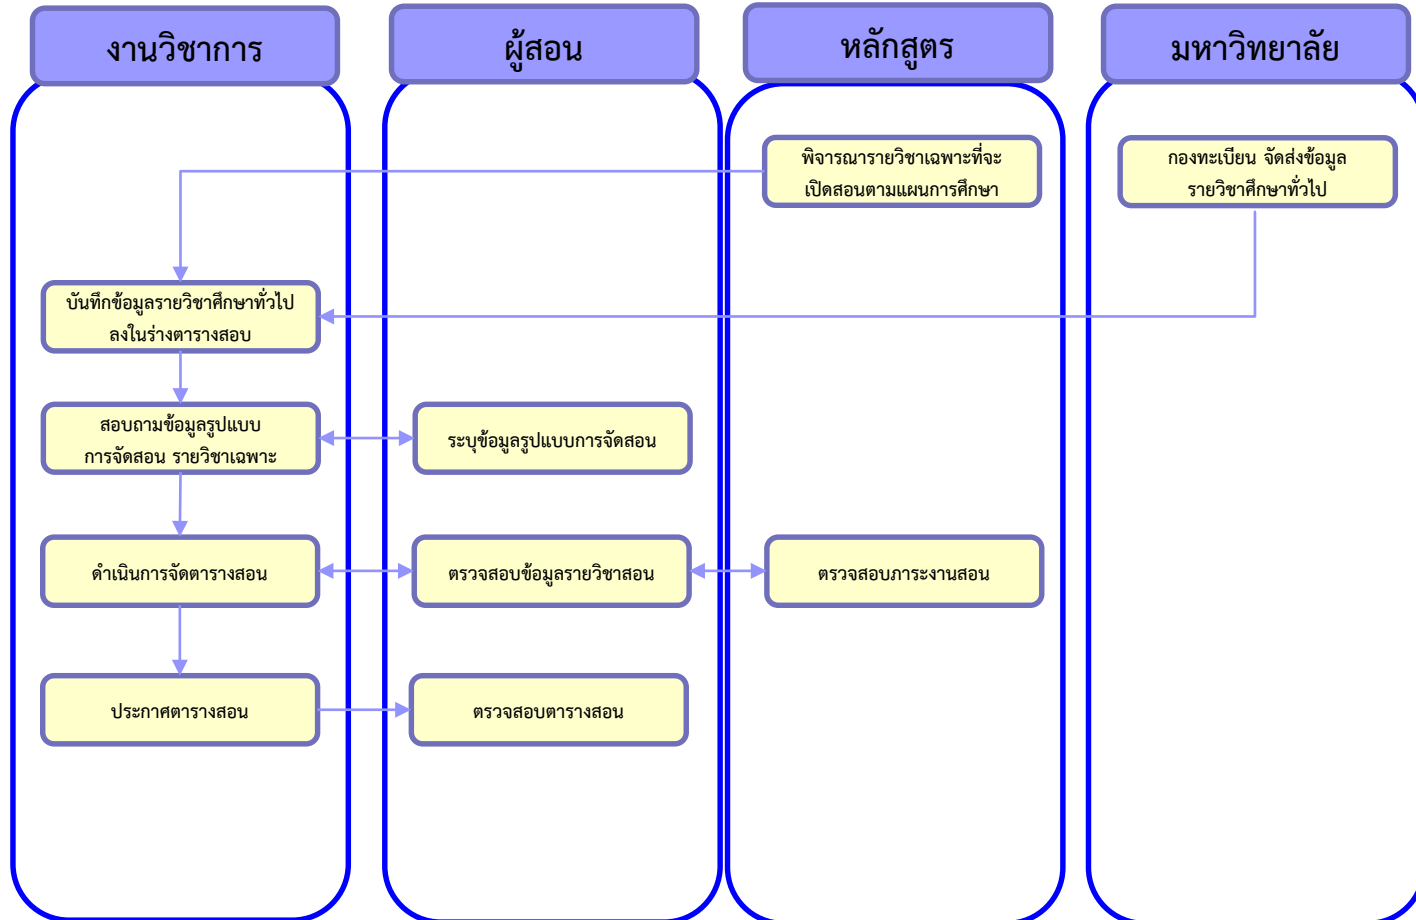 งานวิชาการ
ผู้สอน
หลักสูตร
มหาวิทยาลัย
พิจารณารายวิชาเฉพาะที่จะ
เปิดสอนตามแผนการศึกษา
กองทะเบียน จัดส่งข้อมูล
รายวิชาศึกษาทั่วไป
บันทึกข้อมูลรายวิชาศึกษาทั่วไป
ลงในร่างตารางสอบ
สอบถามข้อมูลรูปแบบ
การจัดสอน รายวิชาเฉพาะ
ระบุข้อมูลรูปแบบการจัดสอน
ดำเนินการจัดตารางสอน
ตรวจสอบข้อมูลรายวิชาสอน
ตรวจสอบภาระงานสอน
ประกาศตารางสอน
ตรวจสอบตารางสอน